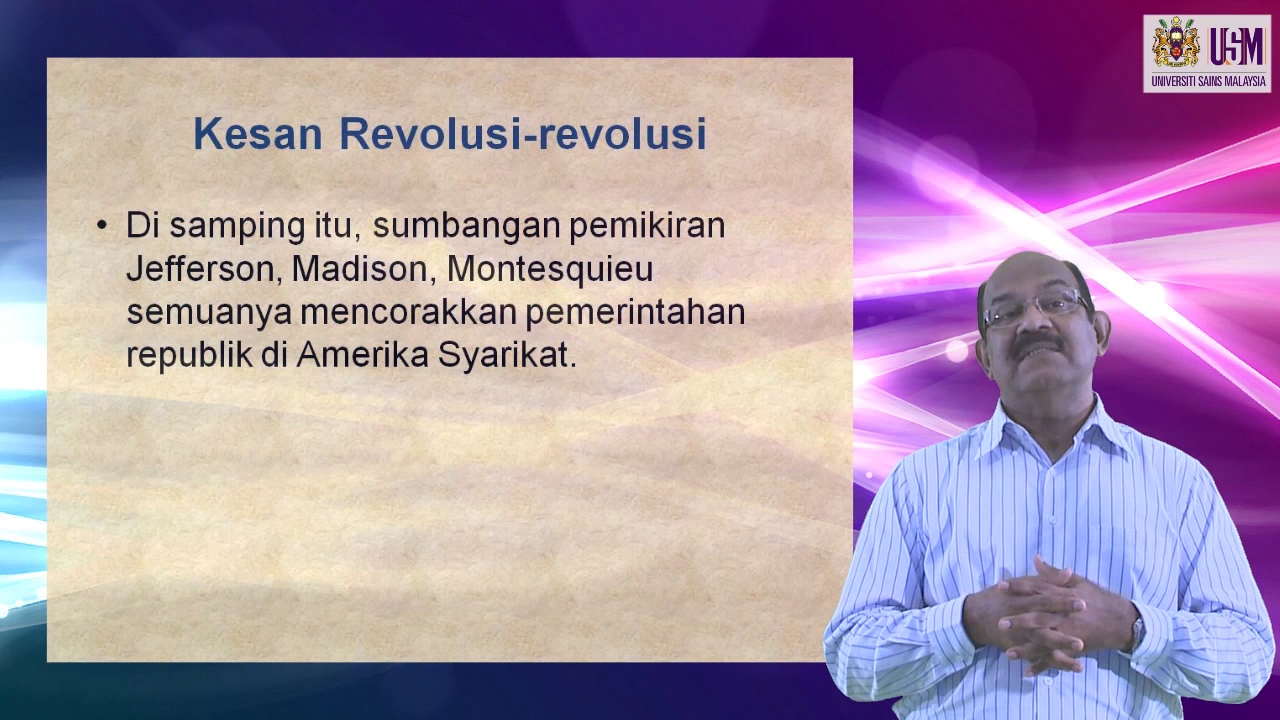 USM
UNIVERSITI SAINS MALAYSIA
Kesan Revolusi-revolusi
• Di samping itu, sumbangan pemikiran
Jefferson, Madison, Montesquieu
semuanya mencorakkan pemerintahan
republik di Amerika Syarikat.